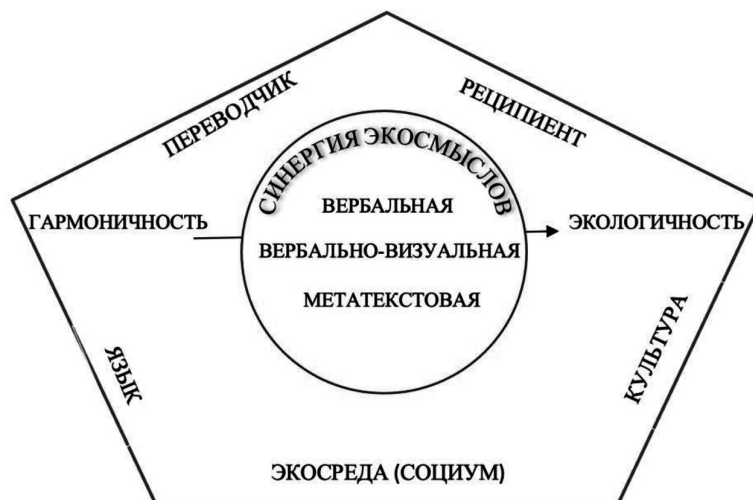 ПЕРЕВОДЧИК
РЕЦИПИЕНТ
СИНЕРГИЯ ЭКОСМЫСЛОВ
ВЕРБАЛЬНАЯ
ГАРМОНИЧНОСТЬ
ЭКОЛОГИЧНОСТЬ
ВЕРБАЛЬНО-ВИЗУАЛЬНАЯ
МЕТАТЕКСТОВАЯ
ЯЗЫК
КУЛЬТУРА
ЭКОСРЕДА (СОЦИУМ)